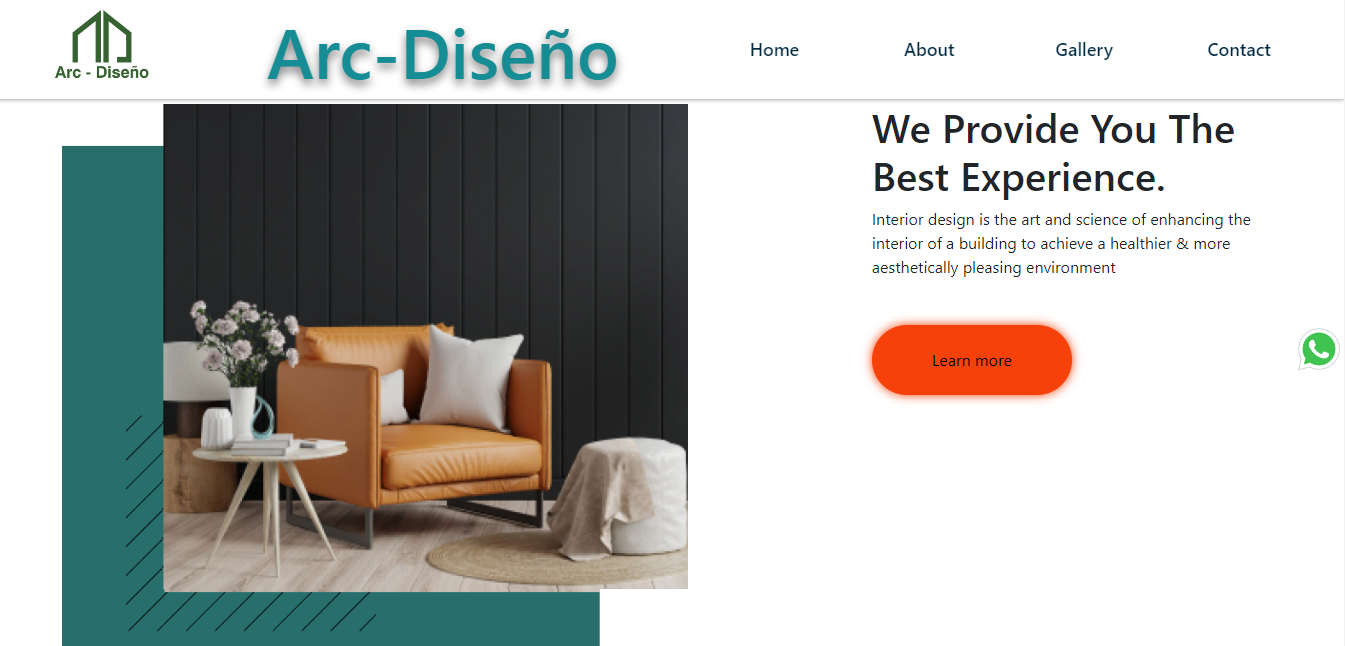 Arc - Diseño
Arc-Diseño
Home
About
Gallery
Contact
We Provide You The
Best Experience.
Interior design is the art and science of enhancing the
interior of a building to achieve a healthier & more
aesthetically pleasing environment
Learn more